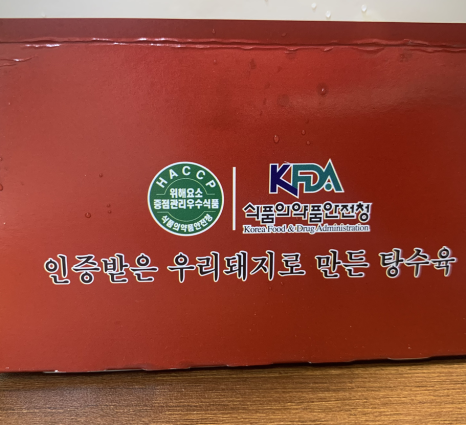 HACCP
위해요소
중점관리우수식품
식품의약품안전청
KFDA
식품의약품안전청
Korea Food & Drug Administration
인증받은 우리돼지로 만든 탕수육